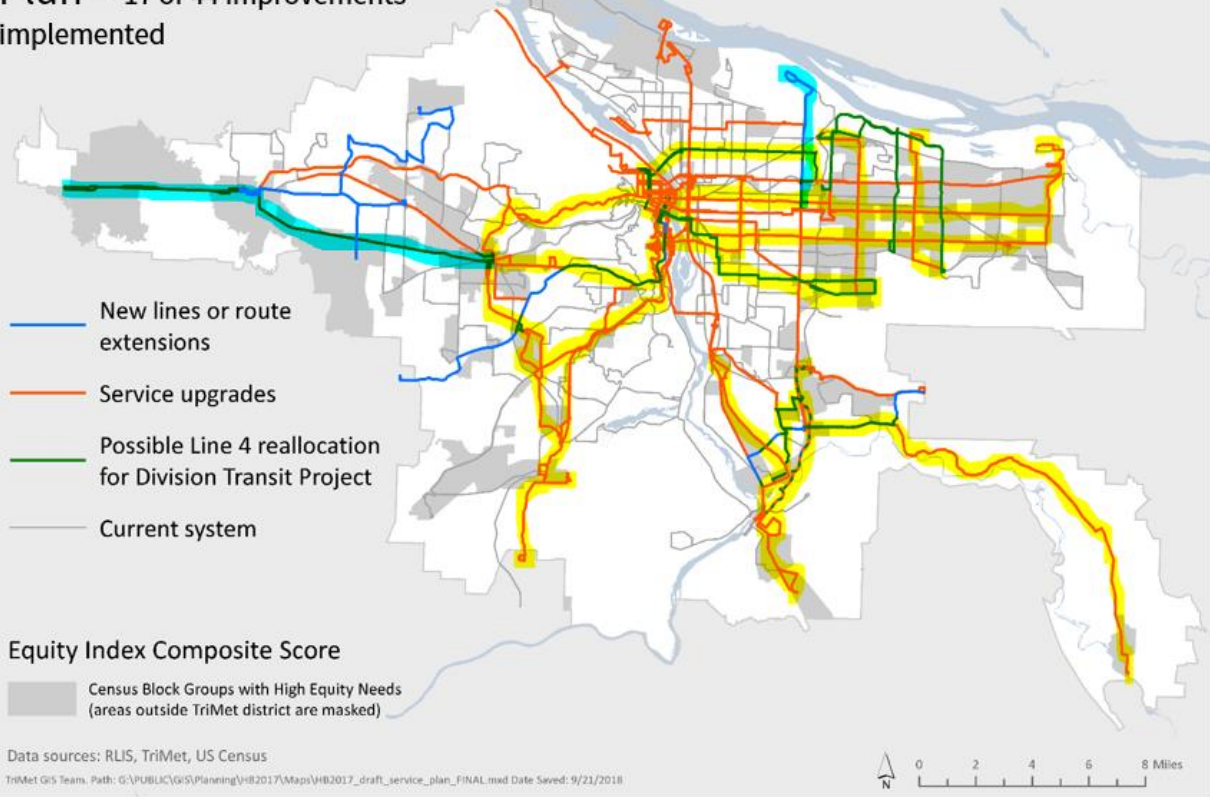 implemented
New lines or route
extensions
Service upgrades
Possible Line 4 reallocation
for Division Transit Project
Current system
Equity Index Composite Score
Census Block Groups with High Equity Needs
(areas outside TriMet district are masked)
Data sources: RLIS, TriMet, US Census
TriMet GIS Team. Path: G:\PUBLIC\GIS\Planning\HB2017\Maps\HB2017_draft_service_plan_FINAL.mxd Date Saved: 9/21/2018
N
0 2 4 6 8 Miles